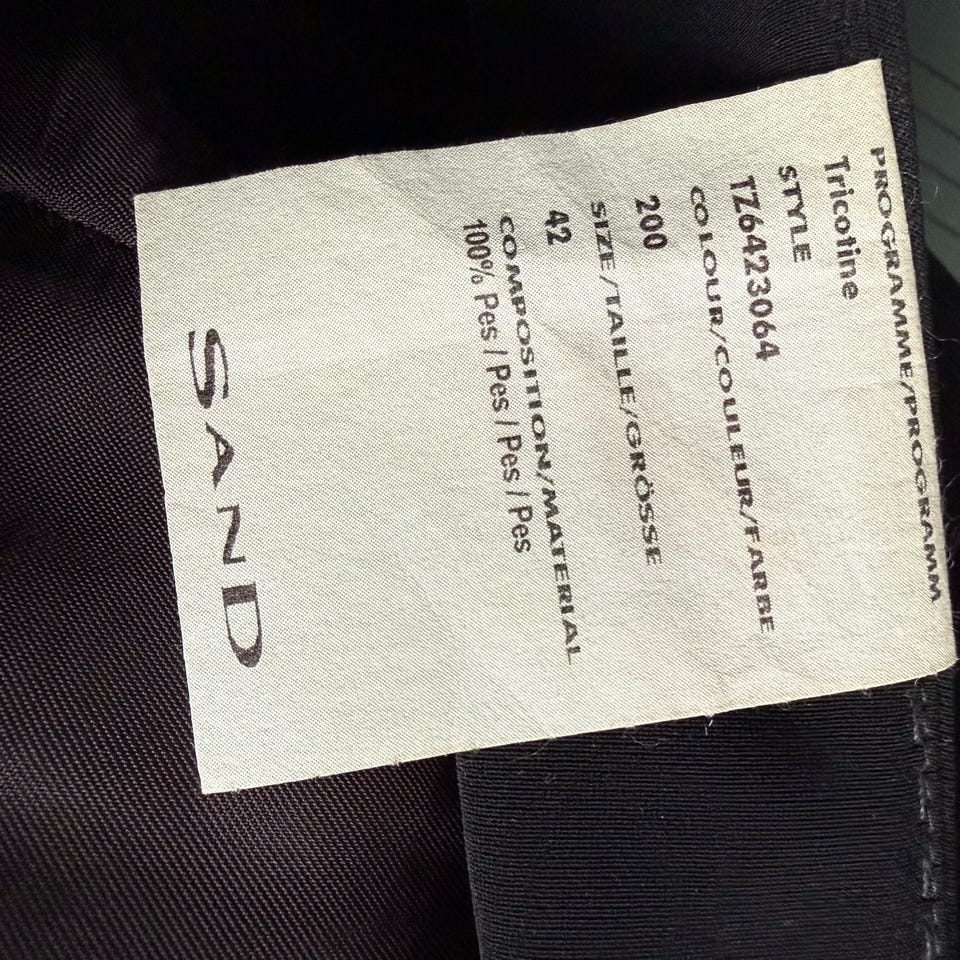 PROGRAMME/PROGRAMM
Tricotine
STYLE
TZ6423064
COLOUR/COULEUR/FARBE
200
SIZE/TAILLE/GRÖSSE
42
COMPOSITION/MATERIAL
100% Pes / Pes / Pes / Pes
SAND